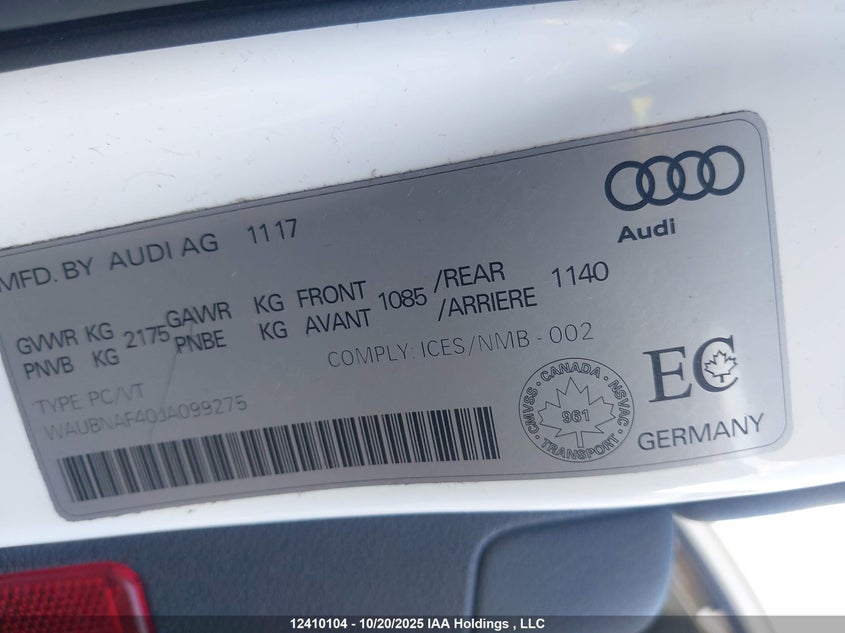 MFD. BY AUDI AG 1117
Audi
GVWR KG 2175 GAWR KG FRONT 1085 /REAR 1140
PNVB KG PNBE KG AVANT /ARRIERE
COMPLY: ICES/NMB - 002
TYPE: PC/VT
WAUBNAF40JA099275
CANADA
CMVSS
961
NSVAC
TRANSPORT
EC
GERMANY
12410104 - 10/20/2025 IAA Holdings , LLC